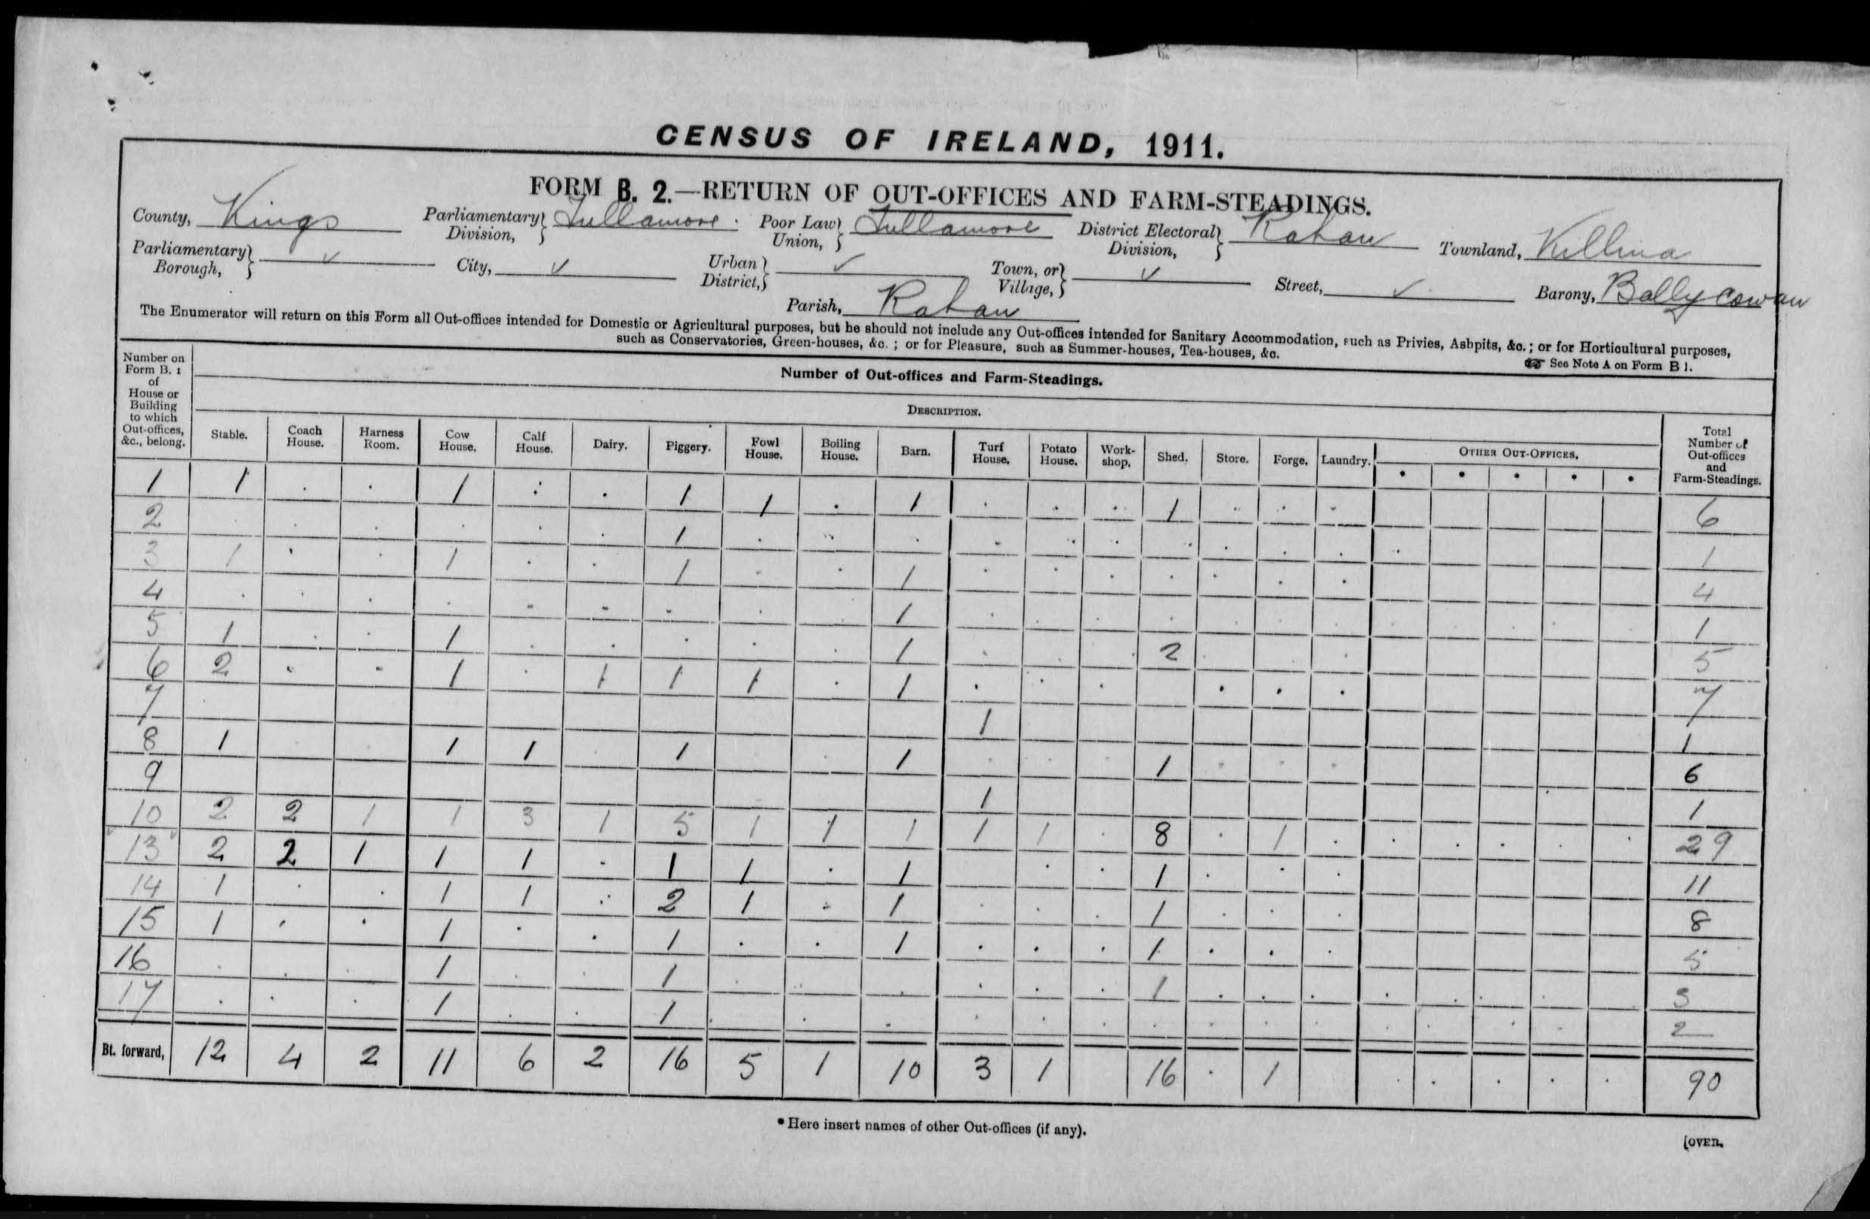 CENSUS OF IRELAND, 1911.
FORM B. 2.—RETURN OF OUT-OFFICES AND FARM-STEADINGS.
County, Kings Parliamentary Division, Tullamore. Poor Law Union, Tullamore District Electoral Division, Rahan Townland, Killina
Parliamentary Borough, ✓ City, ✓ Urban District, ✓ Town, or Village, ✓ Street, ✓ Barony, Ballycowan
Parish, Rahan
The Enumerator will return on this Form all Out-offices intended for Domestic or Agricultural purposes, but he should not include any Out-offices intended for Sanitary Accommodation, such as Privies, Ashpits, &c.; or for Horticultural purposes,
such as Conservatories, Green-houses, &c.; or for Pleasure, such as Summer-houses, Tea-houses, &c.
☞ See Note A on Form B 1.
Number on Form B. 1 of House or Building to which Out-offices, &c., belong.
Number of Out-offices and Farm-Steadings.
DESCRIPTION.
Stable. Coach House. Harness Room. Cow House. Calf House. Dairy. Piggery. Fowl House. Boiling House. Barn. Turf House. Potato House. Work-shop. Shed. Store. Forge. Laundry. OTHER OUT-OFFICES. * * * * * Total Number of Out-offices and Farm-Steadings.
1 1 . . 1 : . 1 1 . 1 . . . 1 . . . 6
2 . . . . . . 1 . . . . . . . . . . . 1
3 1 . . 1 . . 1 . . 1 . . . . . . . 4
4 . . . . . . . . . 1 . . . . . . . 1
5 1 . . 1 . . . . . 1 . . . 2 . . . 5
6 2 . . 1 . 1 1 1 . 1 . . . . . . 7
7 1 1
8 1 . 1 1 . 1 . . 1 . . . 1 . . . 6
9 1 1
10 2 2 1 1 3 1 5 1 1 1 1 1 . 8 . 1 . . . . . . 29
13 2 2 1 1 1 . 1 1 . 1 . . 1 . . . 11
14 1 . . 1 1 . 2 1 . 1 . . . 1 . . . 8
15 1 . . 1 . . 1 . . 1 . . . 1 . . . 5
16 . . . 1 . . 1 . . . . . . 1 . . . . . . . 3
17 . . . 1 . . 1 . . . . . . . . . . . . . . 2
Bt. forward, 12 4 2 11 6 2 16 5 1 10 3 1 16 . 1 . . . . . 90
* Here insert names of other Out-offices (if any).
[OVER.